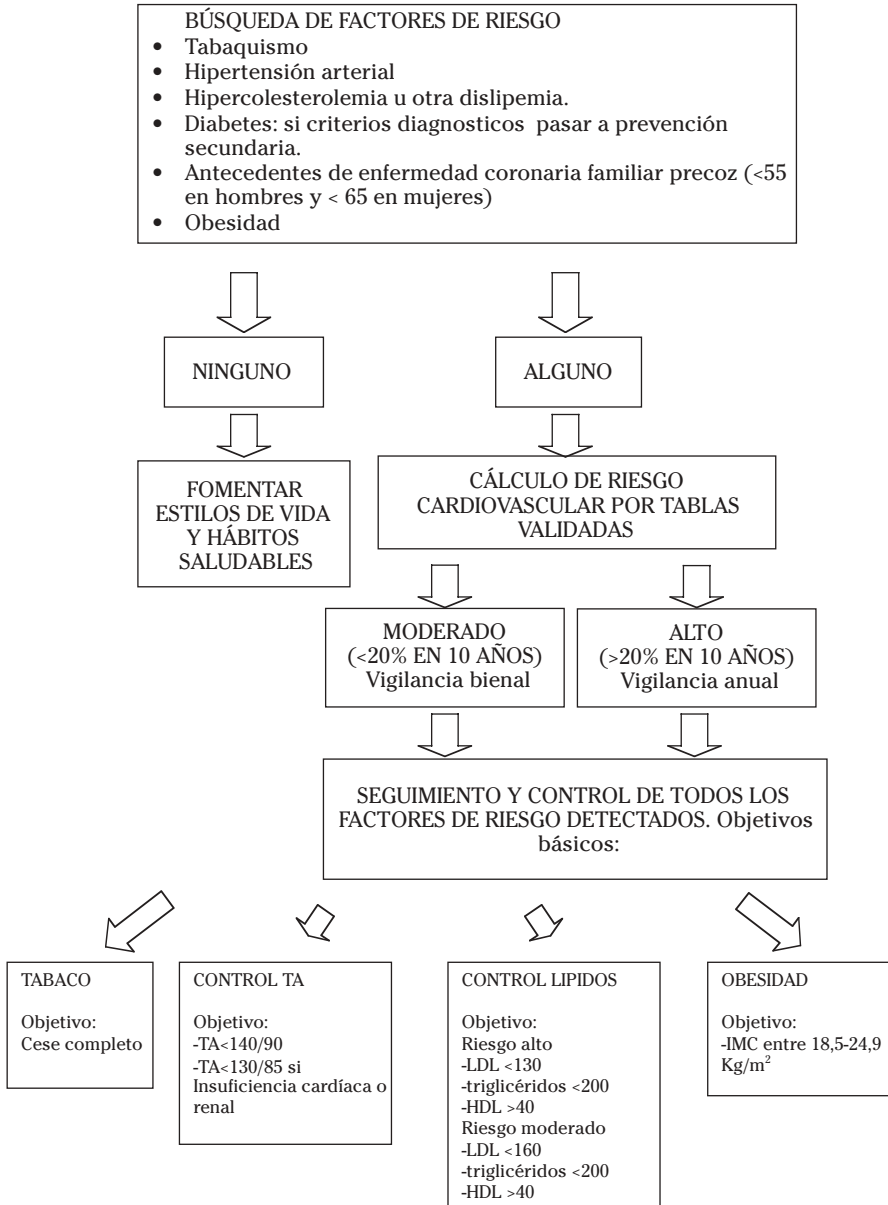 BÚSQUEDA DE FACTORES DE RIESGO
• Tabaquismo
• Hipertensión arterial
• Hipercolesterolemia u otra dislipemia.
• Diabetes: si criterios diagnosticos pasar a prevención
secundaria.
• Antecedentes de enfermedad coronaria familiar precoz (<55
en hombres y < 65 en mujeres)
• Obesidad
NINGUNO
ALGUNO
FOMENTAR
ESTILOS DE VIDA
Y HÁBITOS
SALUDABLES
CÁLCULO DE RIESGO
CARDIOVASCULAR POR TABLAS
VALIDADAS
MODERADO
(<20% EN 10 AÑOS)
Vigilancia bienal
ALTO
(>20% EN 10 AÑOS)
Vigilancia anual
SEGUIMIENTO Y CONTROL DE TODOS LOS
FACTORES DE RIESGO DETECTADOS. Objetivos
básicos:
TABACO
Objetivo:
Cese completo
CONTROL TA
Objetivo:
-TA<140/90
-TA<130/85 si
Insuficiencia cardíaca o
renal
CONTROL LIPIDOS
Objetivo:
Riesgo alto
-LDL <130
-triglicéridos <200
-HDL >40
Riesgo moderado
-LDL <160
-triglicéridos <200
-HDL >40
OBESIDAD
Objetivo:
-IMC entre 18,5-24,9
Kg/m²